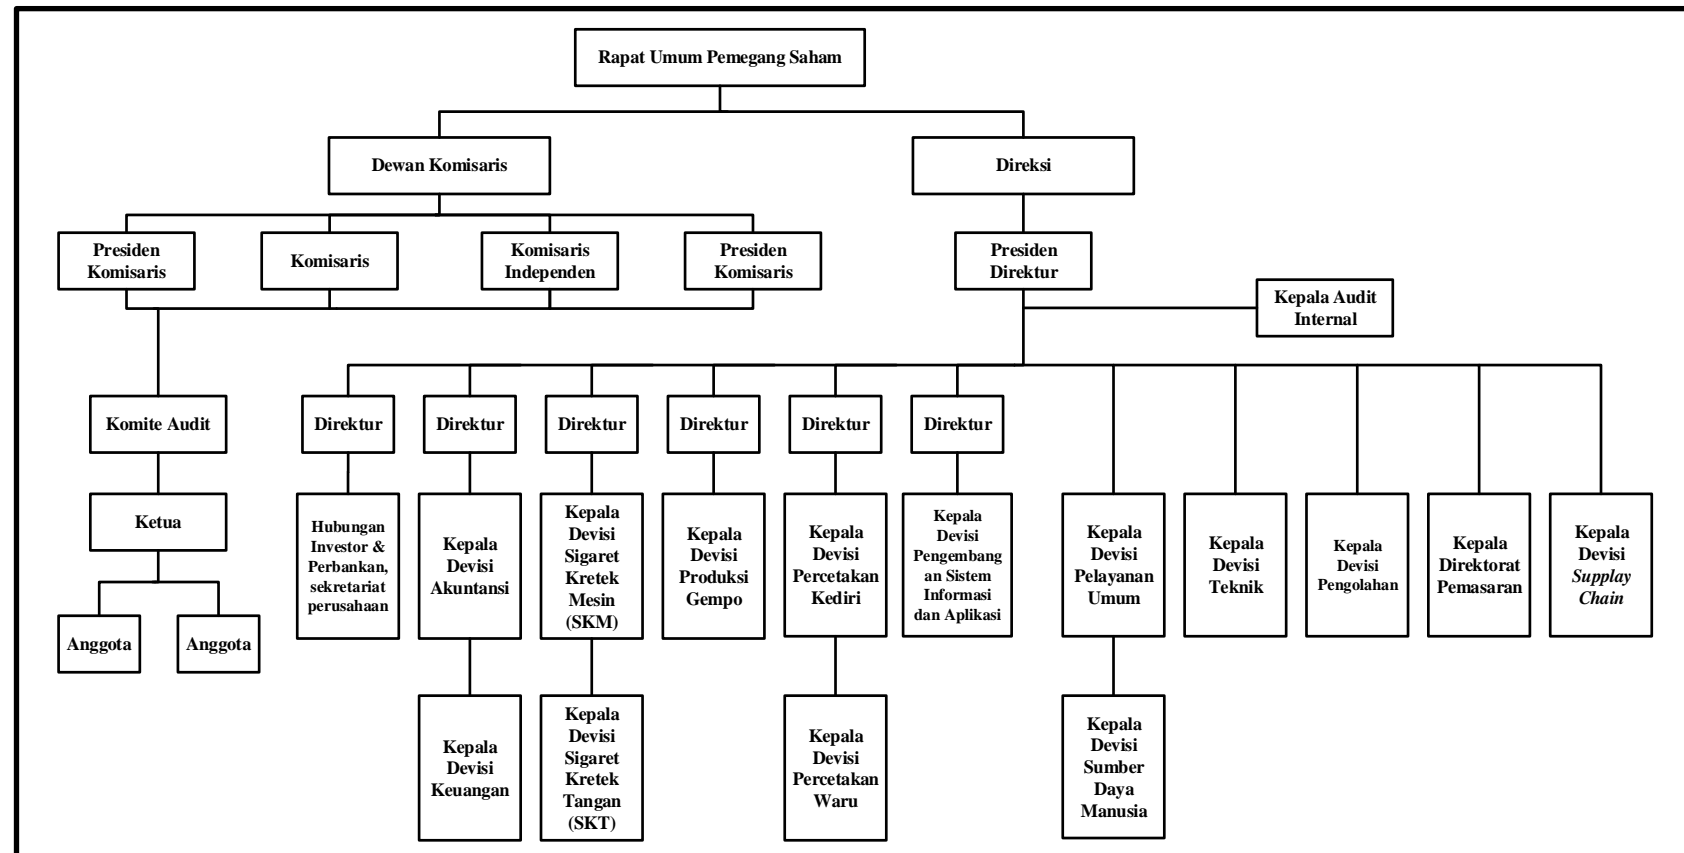 Rapat Umum Pemegang Saham
Dewan Komisaris
Direksi
Presiden
Komisaris
Komisaris
Komisaris
Independen
Presiden
Komisaris
Presiden
Direktur
Kepala Audit
Internal
Komite Audit
Direktur
Direktur
Direktur
Direktur
Direktur
Direktur
Ketua
Anggota
Anggota
Hubungan
Investor &
Perbankan,
sekretariat
perusahaan
Kepala
Devisi
Akuntansi
Kepala
Devisi
Sigaret
Kretek
Mesin
(SKM)
Kepala
Devisi
Produksi
Gempo
Kepala
Devisi
Percetakan
Kediri
Kepala
Devisi
Pengembang
an Sistem
Informasi
dan Aplikasi
Kepala
Devisi
Pelayanan
Umum
Kepala
Devisi
Teknik
Kepala
Devisi
Pengolahan
Kepala
Direktorat
Pemasaran
Kepala
Devisi
Supplay
Chain
Kepala
Devisi
Keuangan
Kepala
Devisi
Sigaret
Kretek
Tangan
(SKT)
Kepala
Devisi
Percetakan
Waru
Kepala
Devisi
Sumber
Daya
Manusia